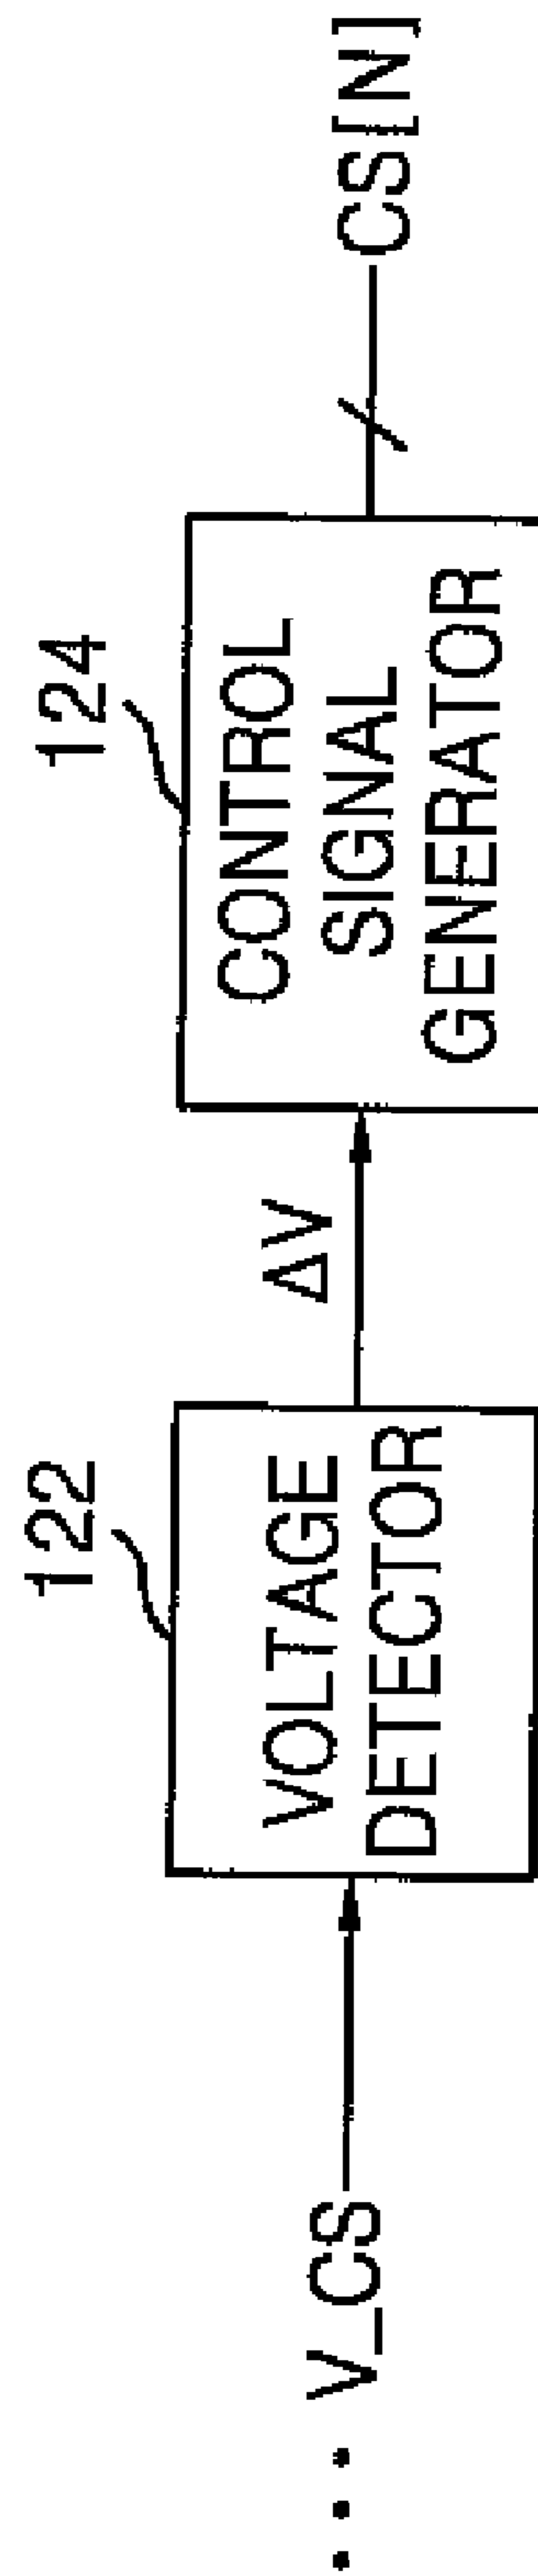 ... V_CS
122
VOLTAGE
DETECTOR
ΔV
124
CONTROL
SIGNAL
GENERATOR
CS[N]